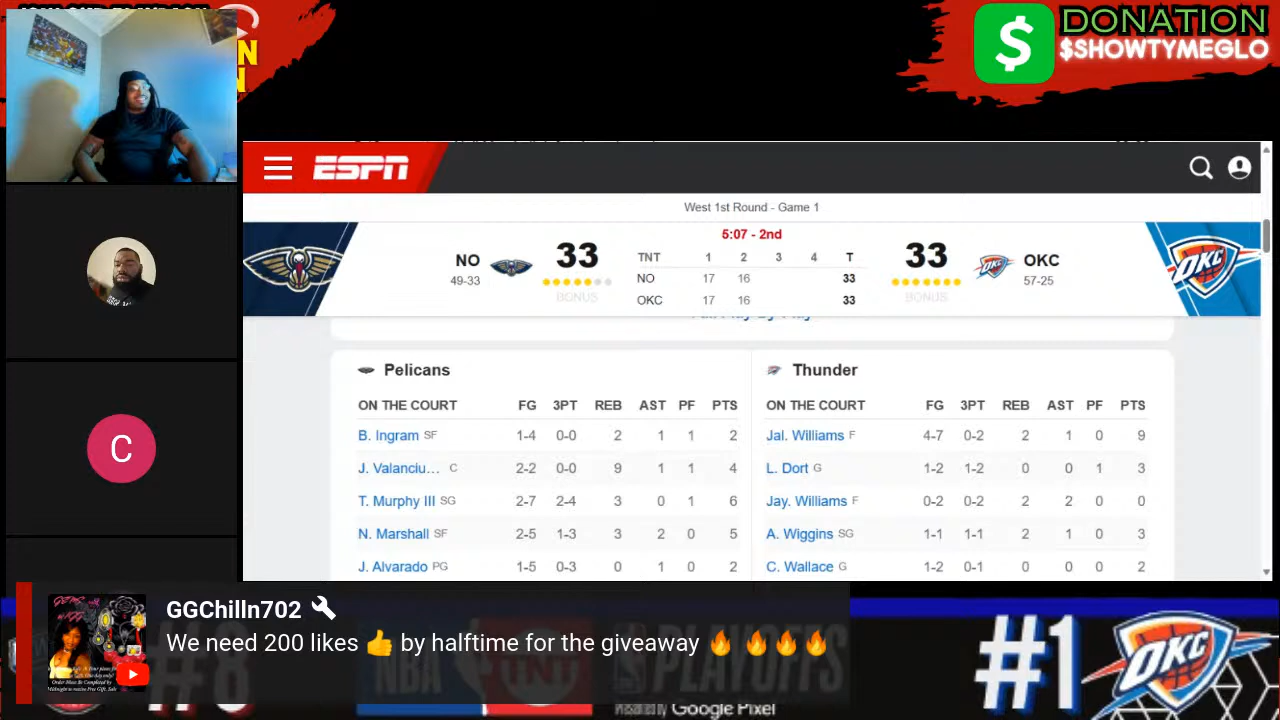 DONATION
$SHOWTYMEGLO
ESPN
West 1st Round - Game 1
5:07 - 2nd
NO 33 TNT 1 2 3 4 T 33 OKC
49-33 NO 17 16 33 57-25
BONUS OKC 17 16 33 BONUS
Pelicans
ON THE COURT FG 3PT REB AST PF PTS
B. Ingram SF 1-4 0-0 2 1 1 2
J. Valanciu... C 2-2 0-0 9 1 1 4
T. Murphy III SG 2-7 2-4 3 0 1 6
N. Marshall SF 2-5 1-3 3 2 0 5
J. Alvarado PG 1-5 0-3 0 1 0 2
Thunder
ON THE COURT FG 3PT REB AST PF PTS
Jal. Williams F 4-7 0-2 2 1 0 9
L. Dort G 1-2 1-2 0 0 1 3
Jay. Williams F 0-2 0-2 2 2 0 0
A. Wiggins SG 1-1 1-1 2 1 0 3
C. Wallace G 1-2 0-1 0 0 0 2
C
GGChilln702 🔧
We need 200 likes 👍 by halftime for the giveaway 🔥 🔥🔥🔥
#8
#1
OKC
Google Pixel